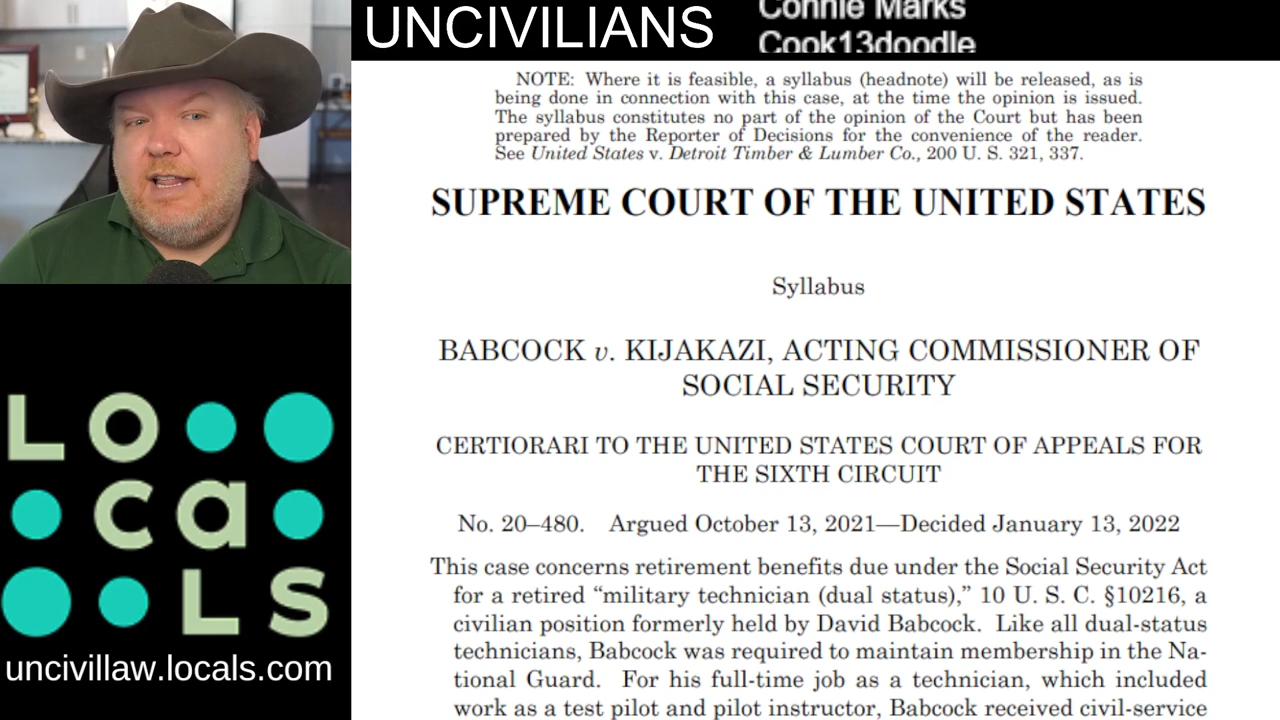 UNCIVILIANS
Connie Marks
Cook13doodle
NOTE: Where it is feasible, a syllabus (headnote) will be released, as is
being done in connection with this case, at the time the opinion is issued.
The syllabus constitutes no part of the opinion of the Court but has been
prepared by the Reporter of Decisions for the convenience of the reader.
See United States v. Detroit Timber & Lumber Co., 200 U. S. 321, 337.
SUPREME COURT OF THE UNITED STATES
Syllabus
BABCOCK v. KIJAKAZI, ACTING COMMISSIONER OF
SOCIAL SECURITY
CERTIORARI TO THE UNITED STATES COURT OF APPEALS FOR
THE SIXTH CIRCUIT
No. 20–480. Argued October 13, 2021—Decided January 13, 2022
This case concerns retirement benefits due under the Social Security Act
for a retired “military technician (dual status),” 10 U. S. C. §10216, a
civilian position formerly held by David Babcock. Like all dual-status
technicians, Babcock was required to maintain membership in the Na-
tional Guard. For his full-time job as a technician, which included
work as a test pilot and pilot instructor, Babcock received civil-service
LO
ca
LS
uncivillaw.locals.com